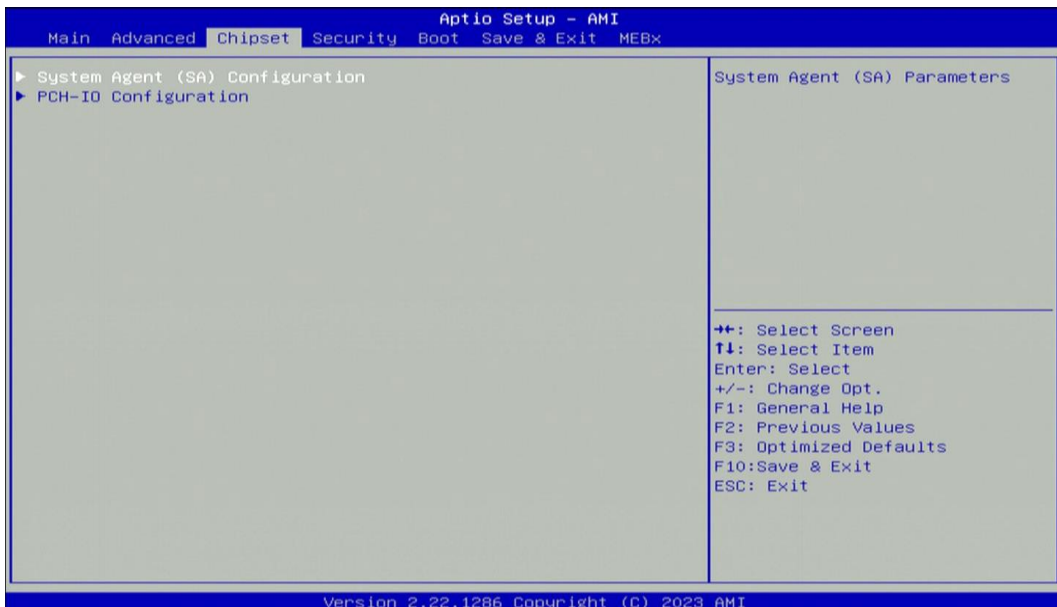 Aptio Setup – AMI
Main Advanced Chipset Security Boot Save & Exit MEBx
▶ System Agent (SA) Configuration
▶ PCH-IO Configuration
System Agent (SA) Parameters
→←: Select Screen
↑↓: Select Item
Enter: Select
+/-: Change Opt.
F1: General Help
F2: Previous Values
F3: Optimized Defaults
F10:Save & Exit
ESC: Exit
Version 2.22.1286 Copyright (C) 2023 AMI